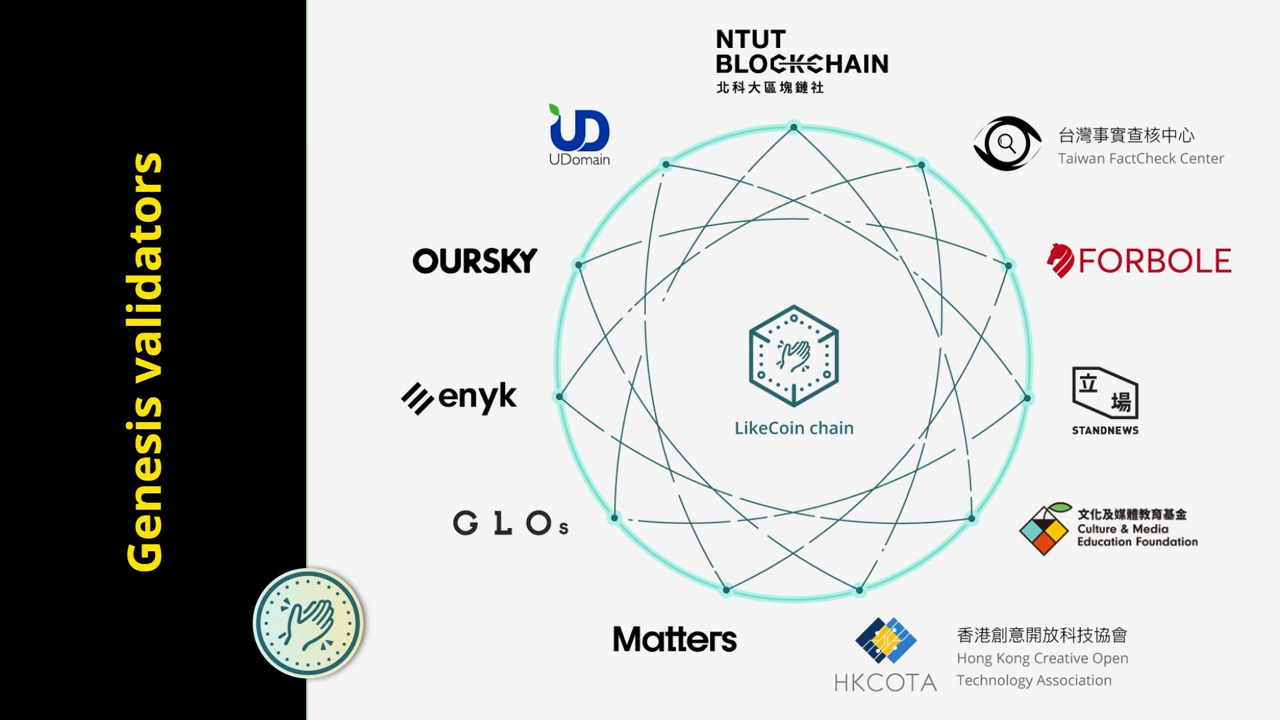 Genesis validators
NTUT
BLOCKCHAIN
北科大區塊鏈社
UD
UDomain
台灣事實查核中心
Taiwan FactCheck Center
OURSKY
FORBOLE
enyk
LikeCoin chain
立
場
STANDNEWS
GLOs
文化及媒體教育基金
Culture & Media
Education Foundation
Matters
HKCOTA
香港創意開放科技協會
Hong Kong Creative Open
Technology Association